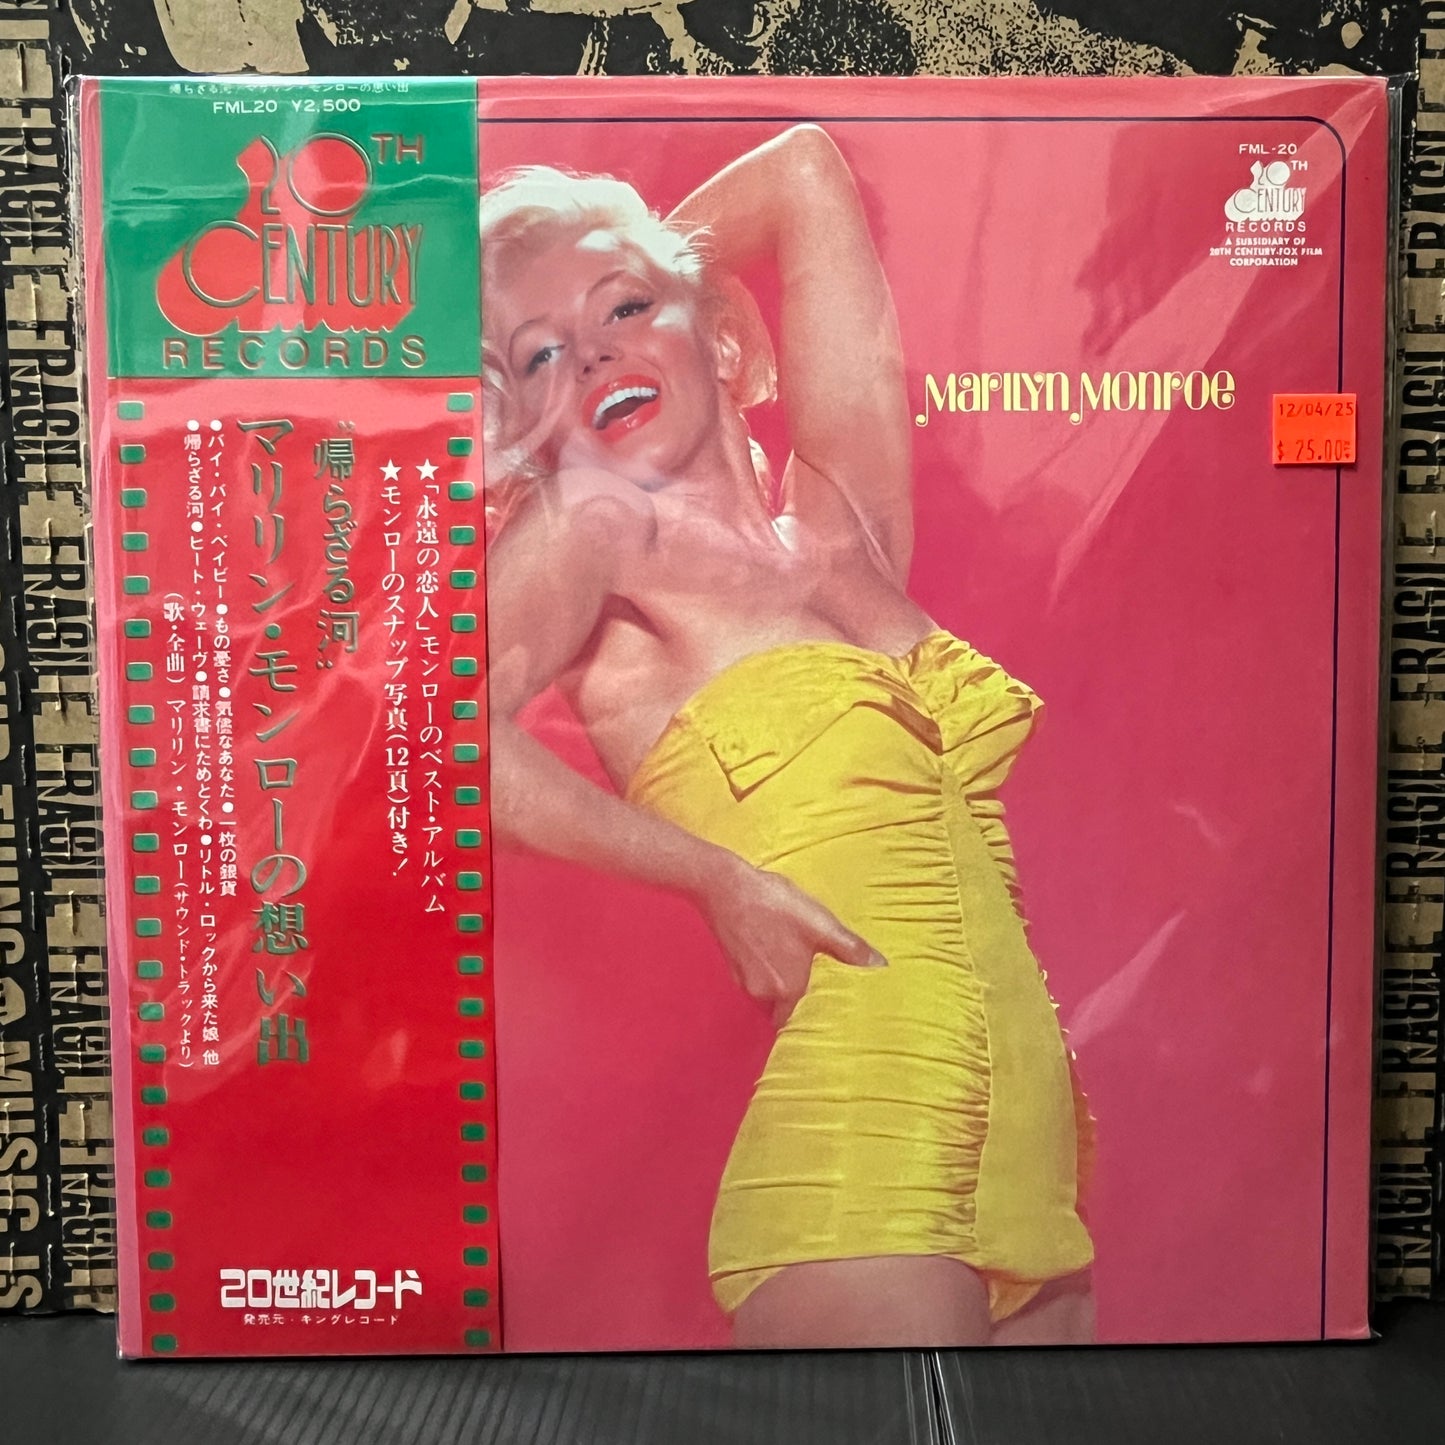 帰らざる河/マリリン・モンローの想い出
FML20 ¥2,500
20TH
CENTURY
RECORDS
★「永遠の恋人」モンローのベスト・アルバム
★モンローのスナップ写真(12頁)付き!
"帰らざる河"
マリリン・モンローの想い出
●バイ・バイ・ベイビー●もの憂さ●気儘なあなた●一枚の銀貨
●帰らざる河●ヒート・ウェーヴ●請求書にためとくわ●リトル・ロックから来た娘 他
(歌・全曲) マリリン・モンロー(サウンド・トラックより)
20世紀レコード
発売元・キングレコード
FML-20
20TH
CENTURY
RECORDS
A SUBSIDIARY OF
20TH CENTURY-FOX FILM
CORPORATION
Marilyn Monroe
12/04/25
$ 25.00
FRAGILE
FRAGILE
FRAGILE
FRAGILE